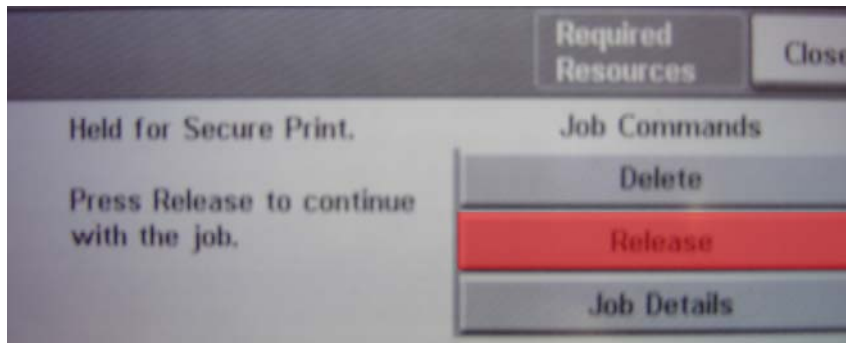 Required
Resources
Close
Held for Secure Print.
Job Commands
Delete
Press Release to continue
with the job.
Release
Job Details